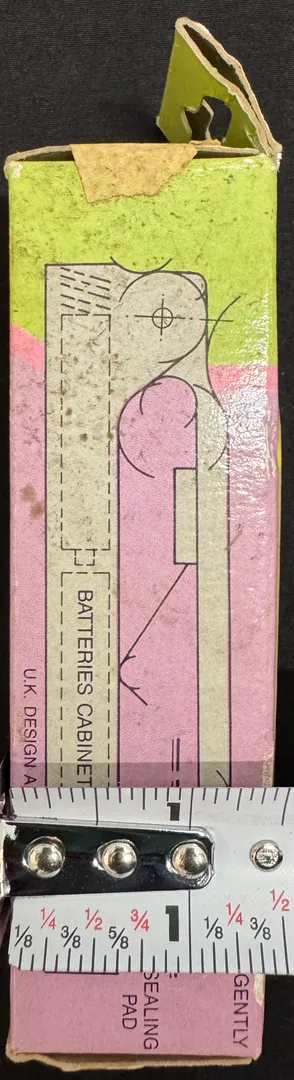 BATTERIES CABINET
U.K. DESIGN A
1
1/8 1/4 3/8 1/2 5/8 3/4 1 1/8 1/4 3/8 1/2
SEALING
PAD
GENTLY